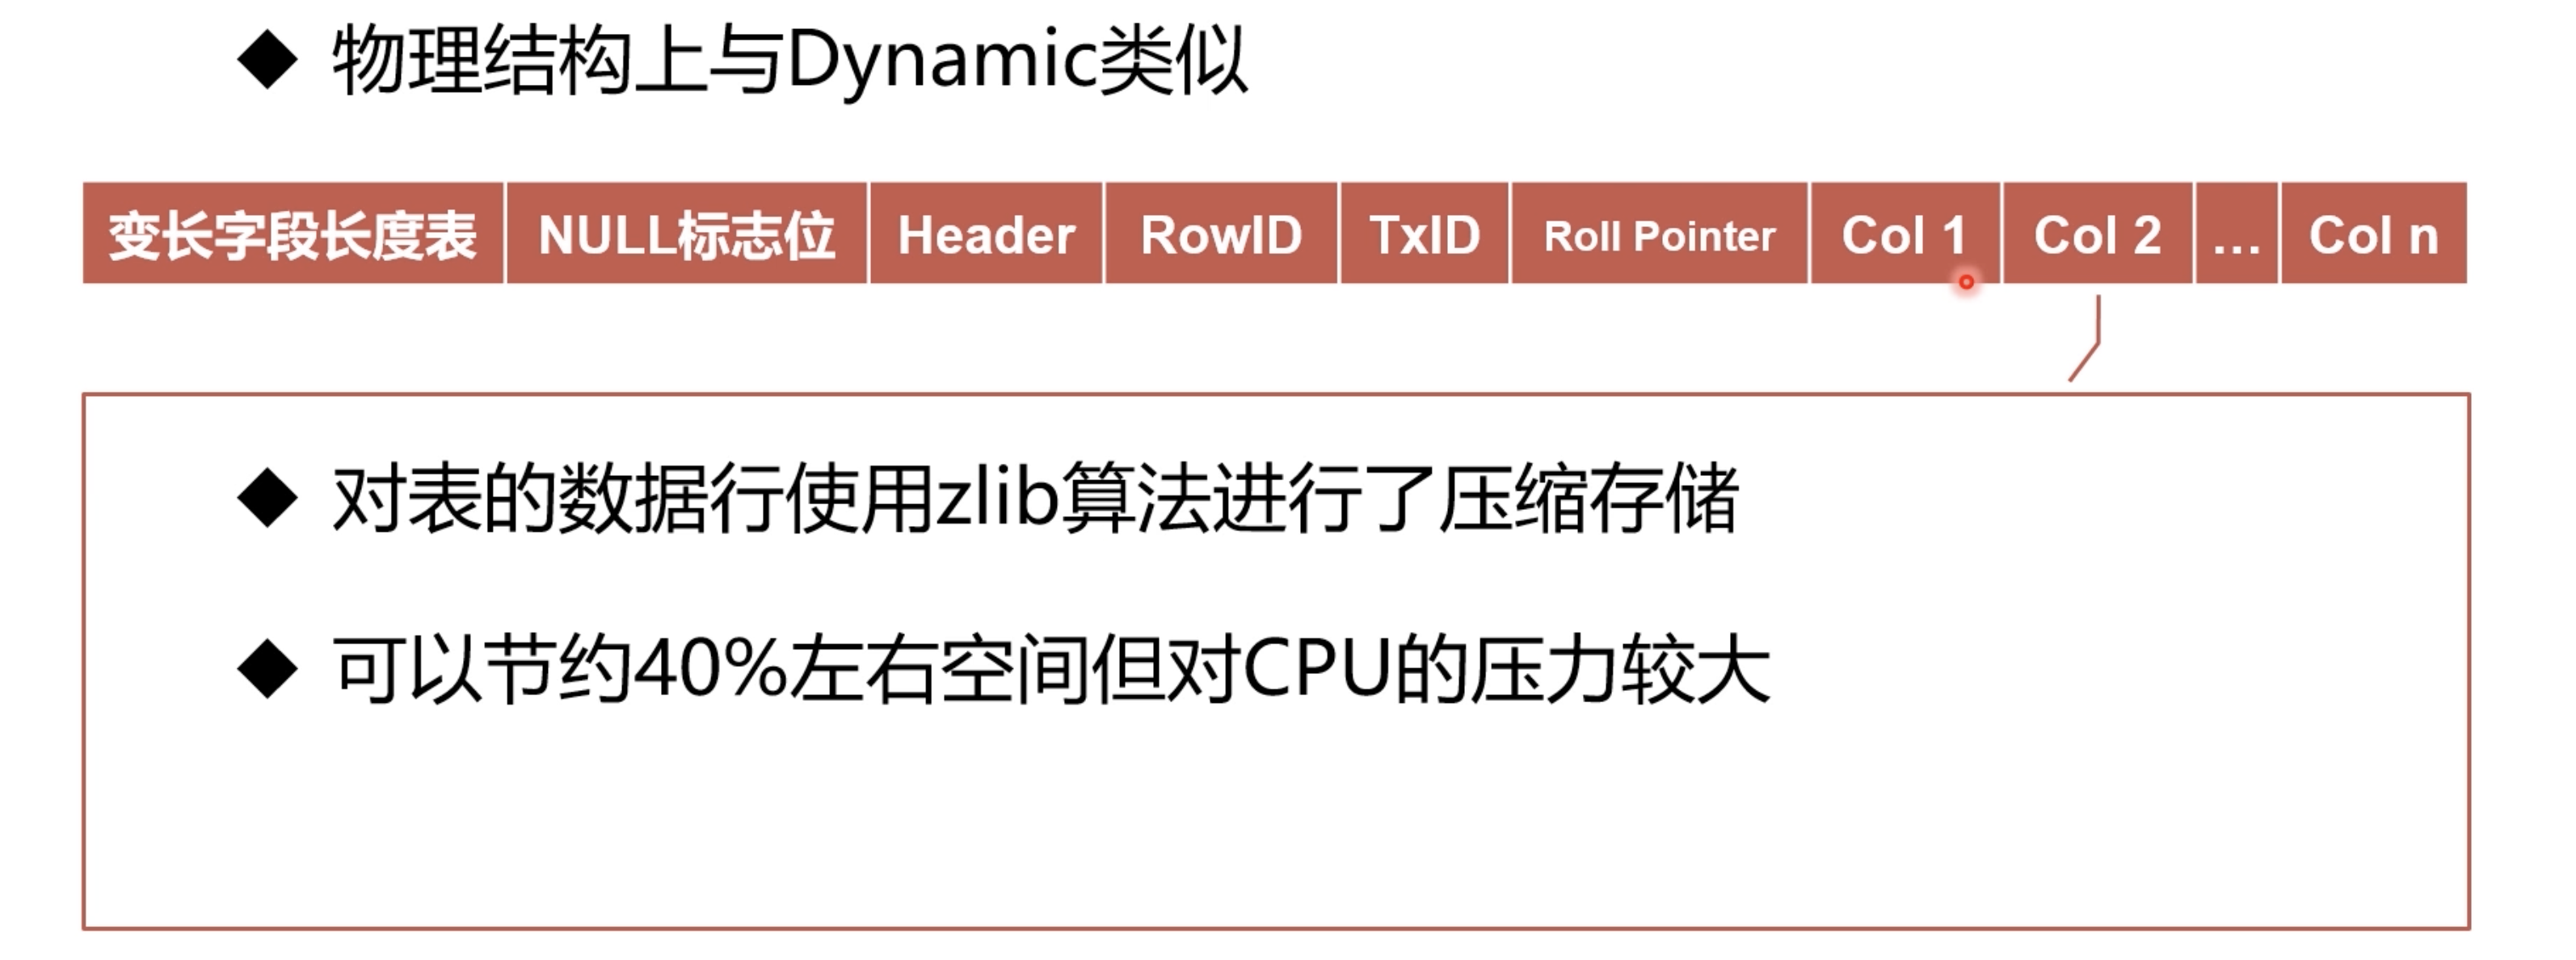 物理结构上与Dynamic类似
变长字段长度表 NULL标志位 Header RowID TxID Roll Pointer Col 1 Col 2 ... Col n
对表的数据行使用zlib算法进行了压缩存储
可以节约40%左右空间但对CPU的压力较大